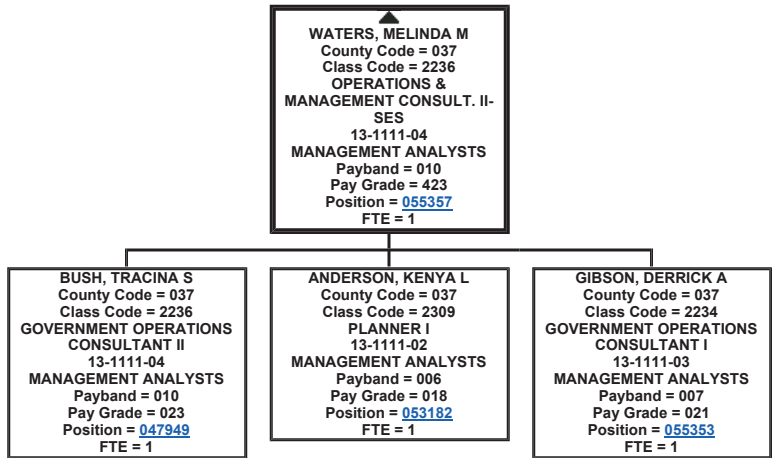 WATERS, MELINDA M
County Code = 037
Class Code = 2236
OPERATIONS &
MANAGEMENT CONSULT. II-
SES
13-1111-04
MANAGEMENT ANALYSTS
Payband = 010
Pay Grade = 423
Position = 055357
FTE = 1
BUSH, TRACINA S
County Code = 037
Class Code = 2236
GOVERNMENT OPERATIONS
CONSULTANT II
13-1111-04
MANAGEMENT ANALYSTS
Payband = 010
Pay Grade = 023
Position = 047949
FTE = 1
ANDERSON, KENYA L
County Code = 037
Class Code = 2309
PLANNER I
13-1111-02
MANAGEMENT ANALYSTS
Payband = 006
Pay Grade = 018
Position = 053182
FTE = 1
GIBSON, DERRICK A
County Code = 037
Class Code = 2234
GOVERNMENT OPERATIONS
CONSULTANT I
13-1111-03
MANAGEMENT ANALYSTS
Payband = 007
Pay Grade = 021
Position = 055353
FTE = 1